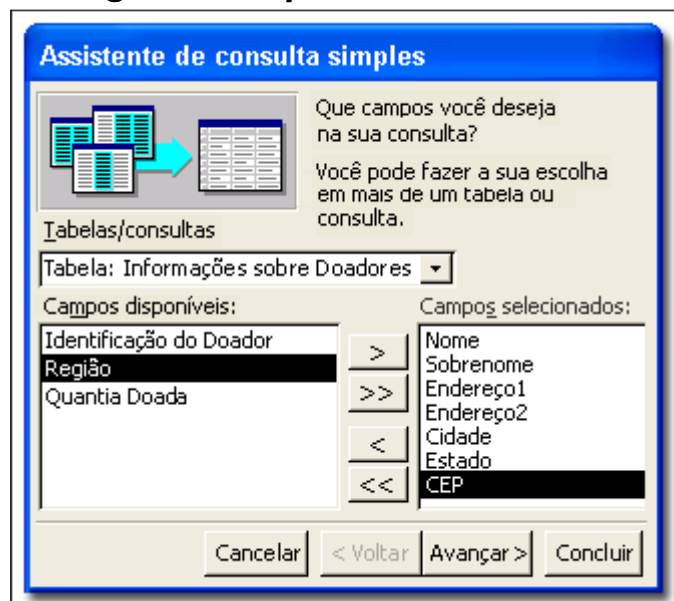 Assistente de consulta simples
Que campos você deseja
na sua consulta?
Você pode fazer a sua escolha
em mais de um tabela ou
consulta.
Tabelas/consultas
Tabela: Informações sobre Doadores
Campos disponíveis:
Identificação do Doador
Região
Quantia Doada
>
>>
<
<<
Campos selecionados:
Nome
Sobrenome
Endereço1
Endereço2
Cidade
Estado
CEP
Cancelar
< Voltar
Avançar >
Concluir